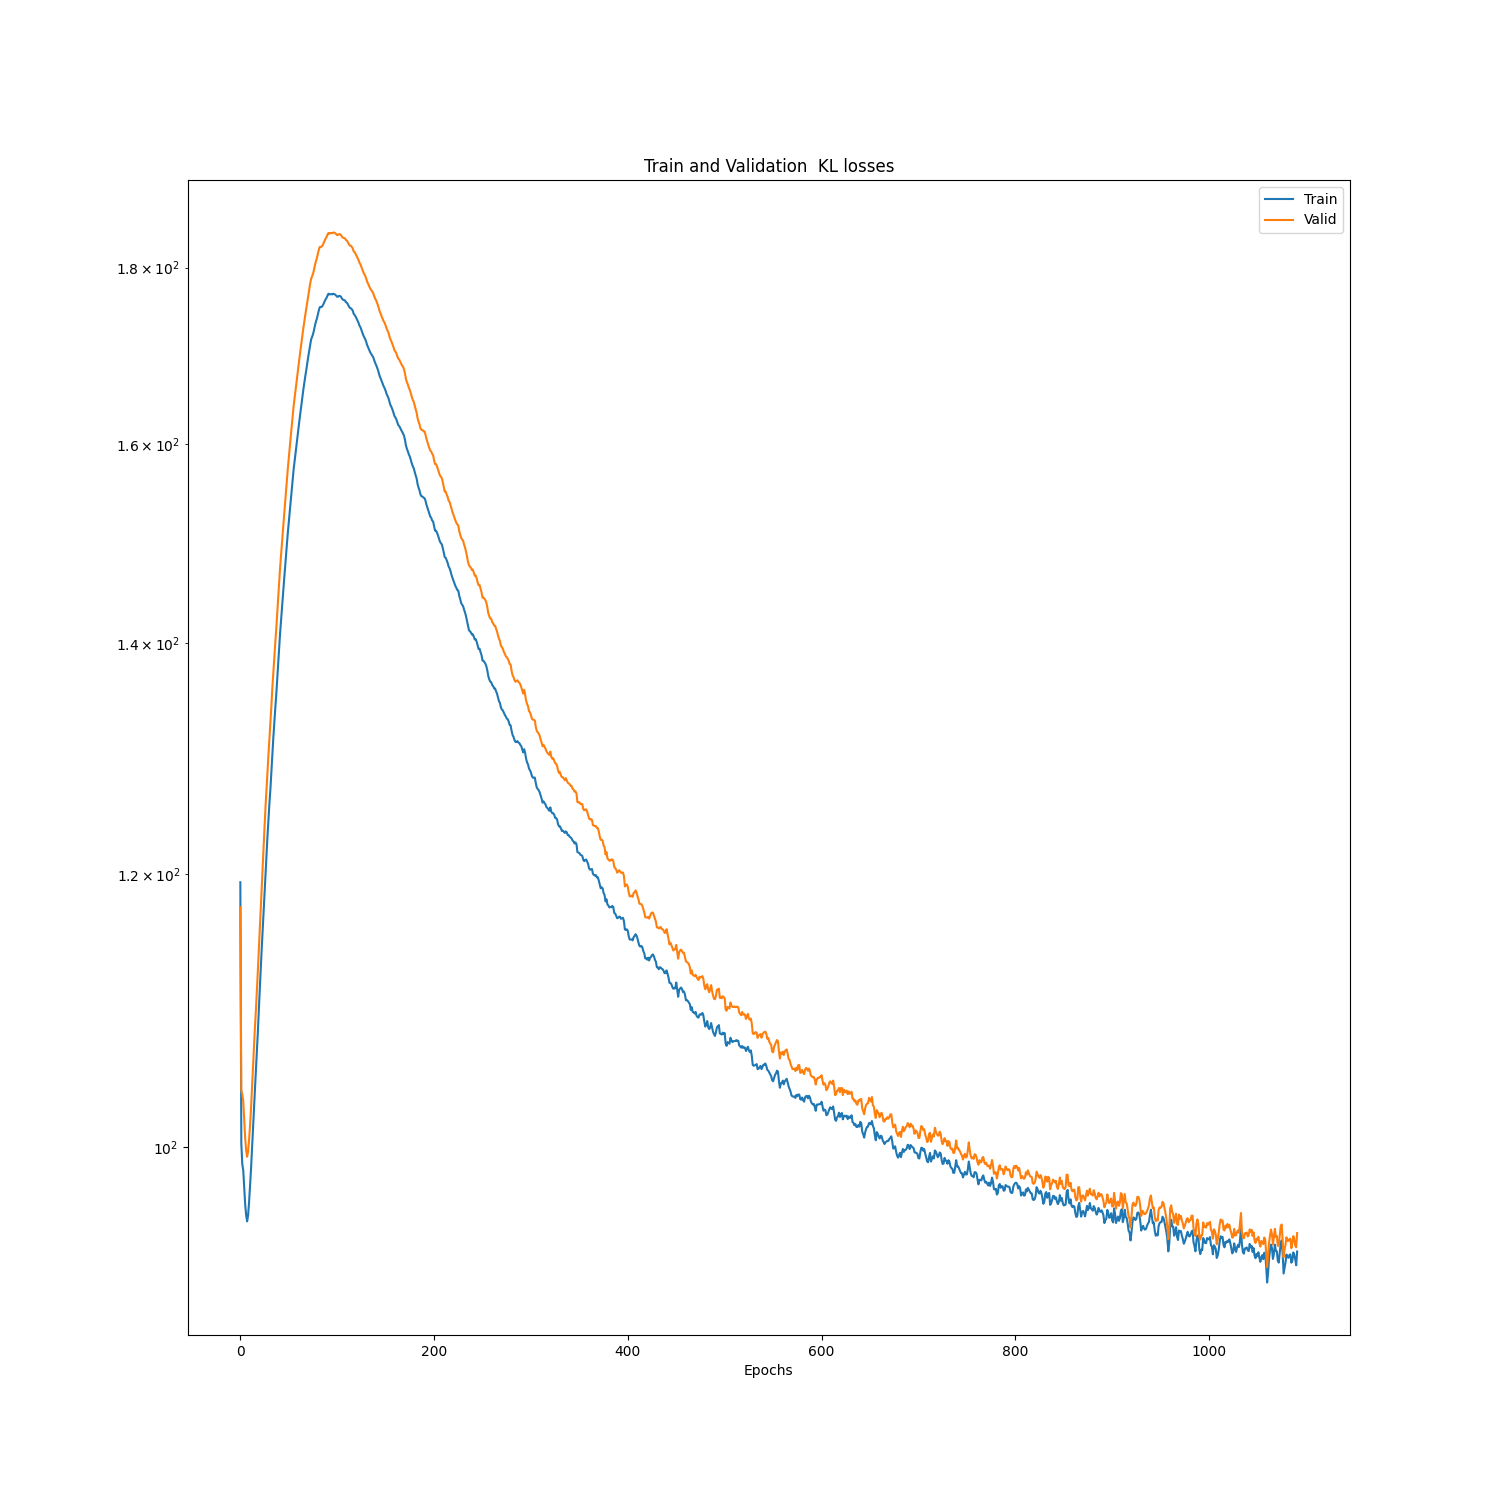 Train and Validation  KL losses
Train
Valid
1.8 × 10²
1.6 × 10²
1.4 × 10²
1.2 × 10²
10²
0 200 400 600 800 1000
Epochs